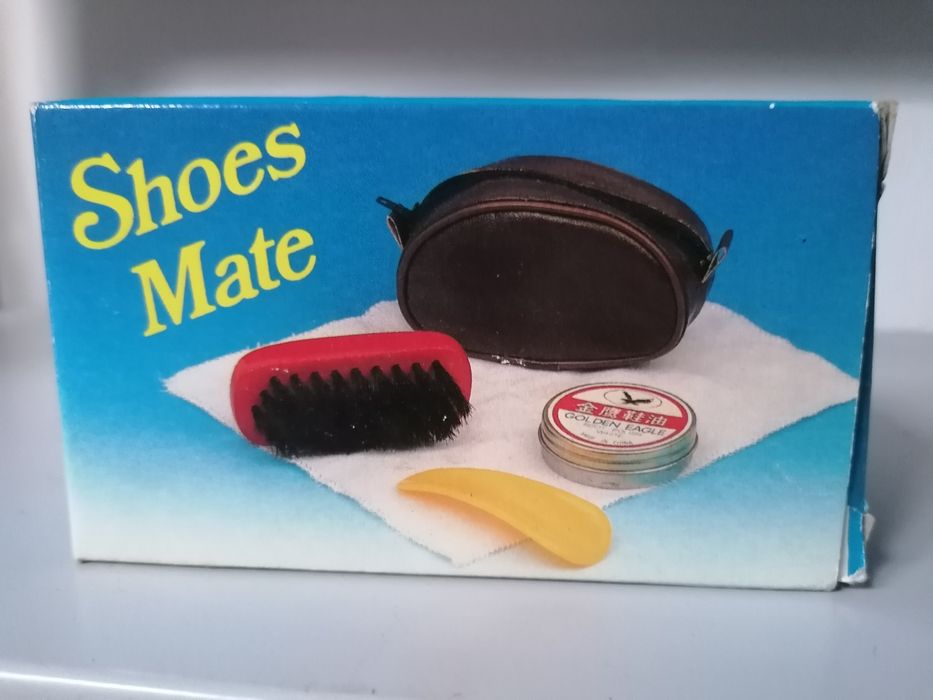 Shoes
Mate
金鹰鞋油
GOLDEN EAGLE